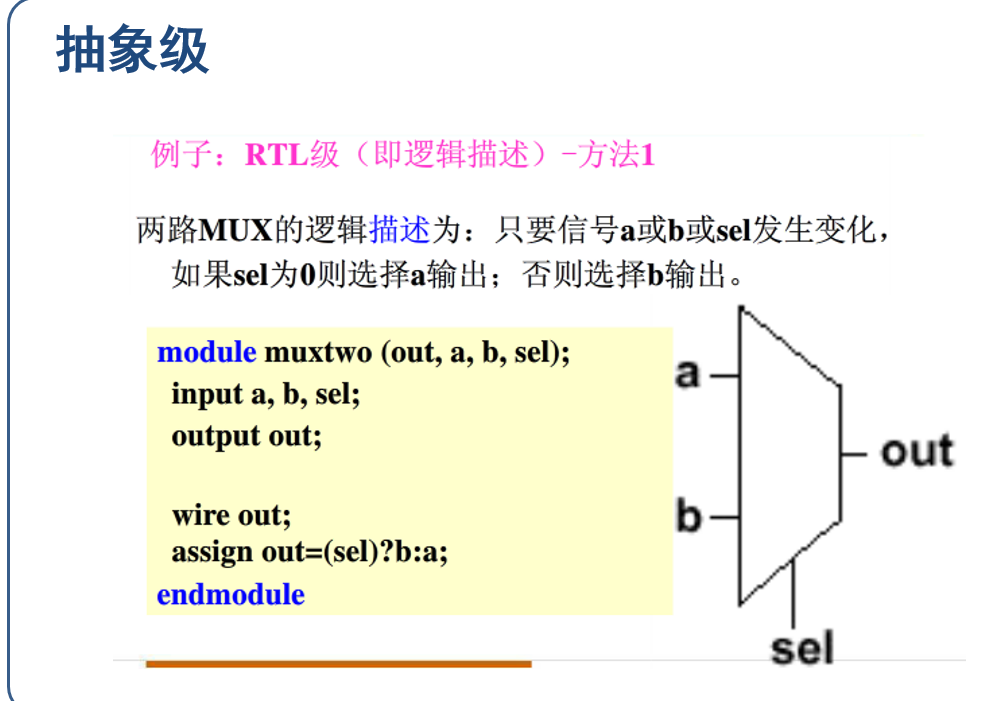 抽象级
例子：RTL级（即逻辑描述）-方法1
两路MUX的逻辑描述为：只要信号a或b或sel发生变化，
如果sel为0则选择a输出；否则选择b输出。
module muxtwo (out, a, b, sel);
input a, b, sel;
output out;
wire out;
assign out=(sel)?b:a;
endmodule
a
b
out
sel